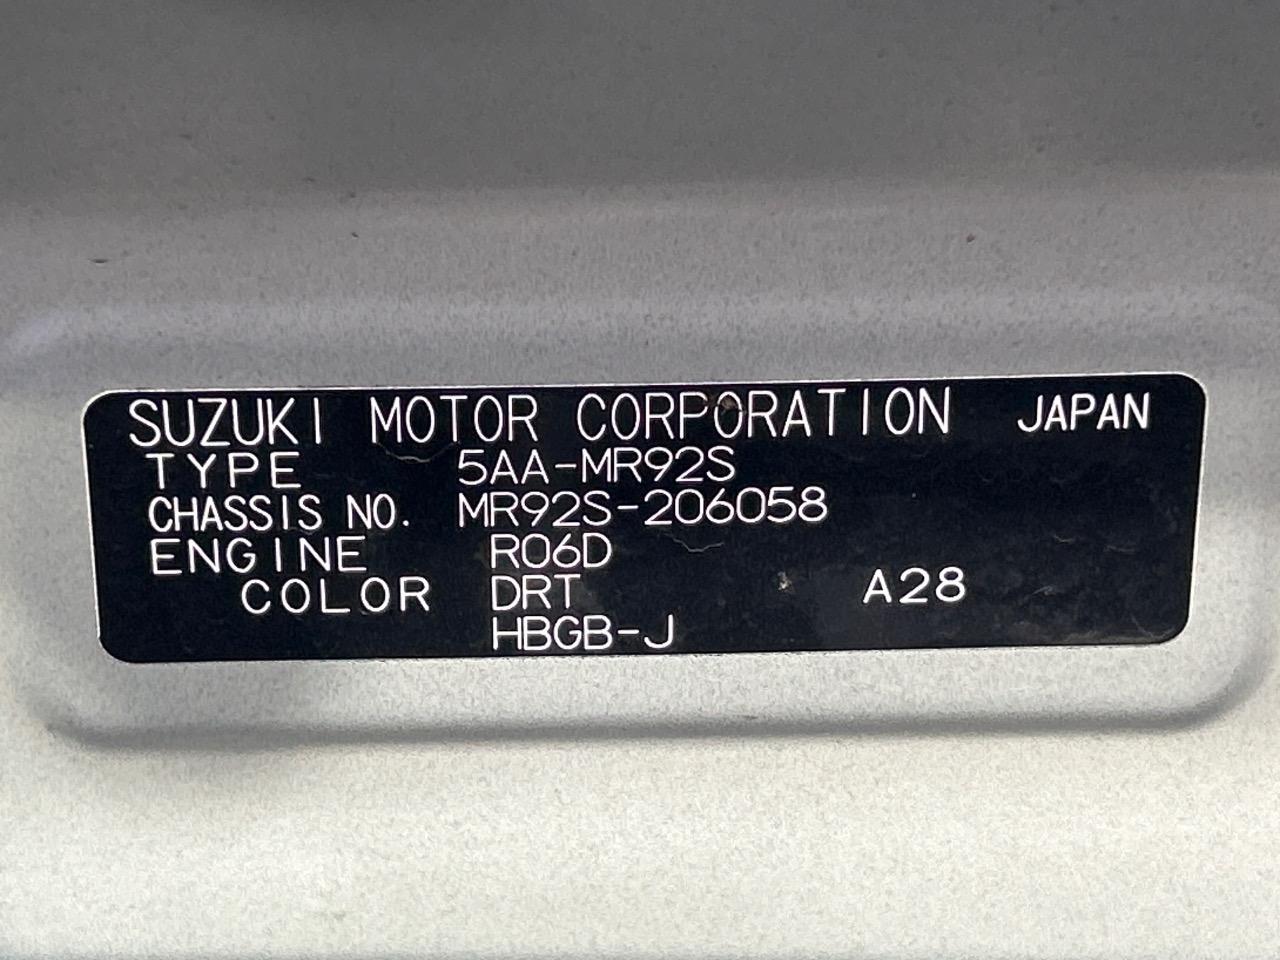 SUZUKI MOTOR CORPORATION JAPAN
TYPE 5AA-MR92S
CHASSIS NO. MR92S-206058
ENGINE R06D
COLOR DRT A28
HBGB-J